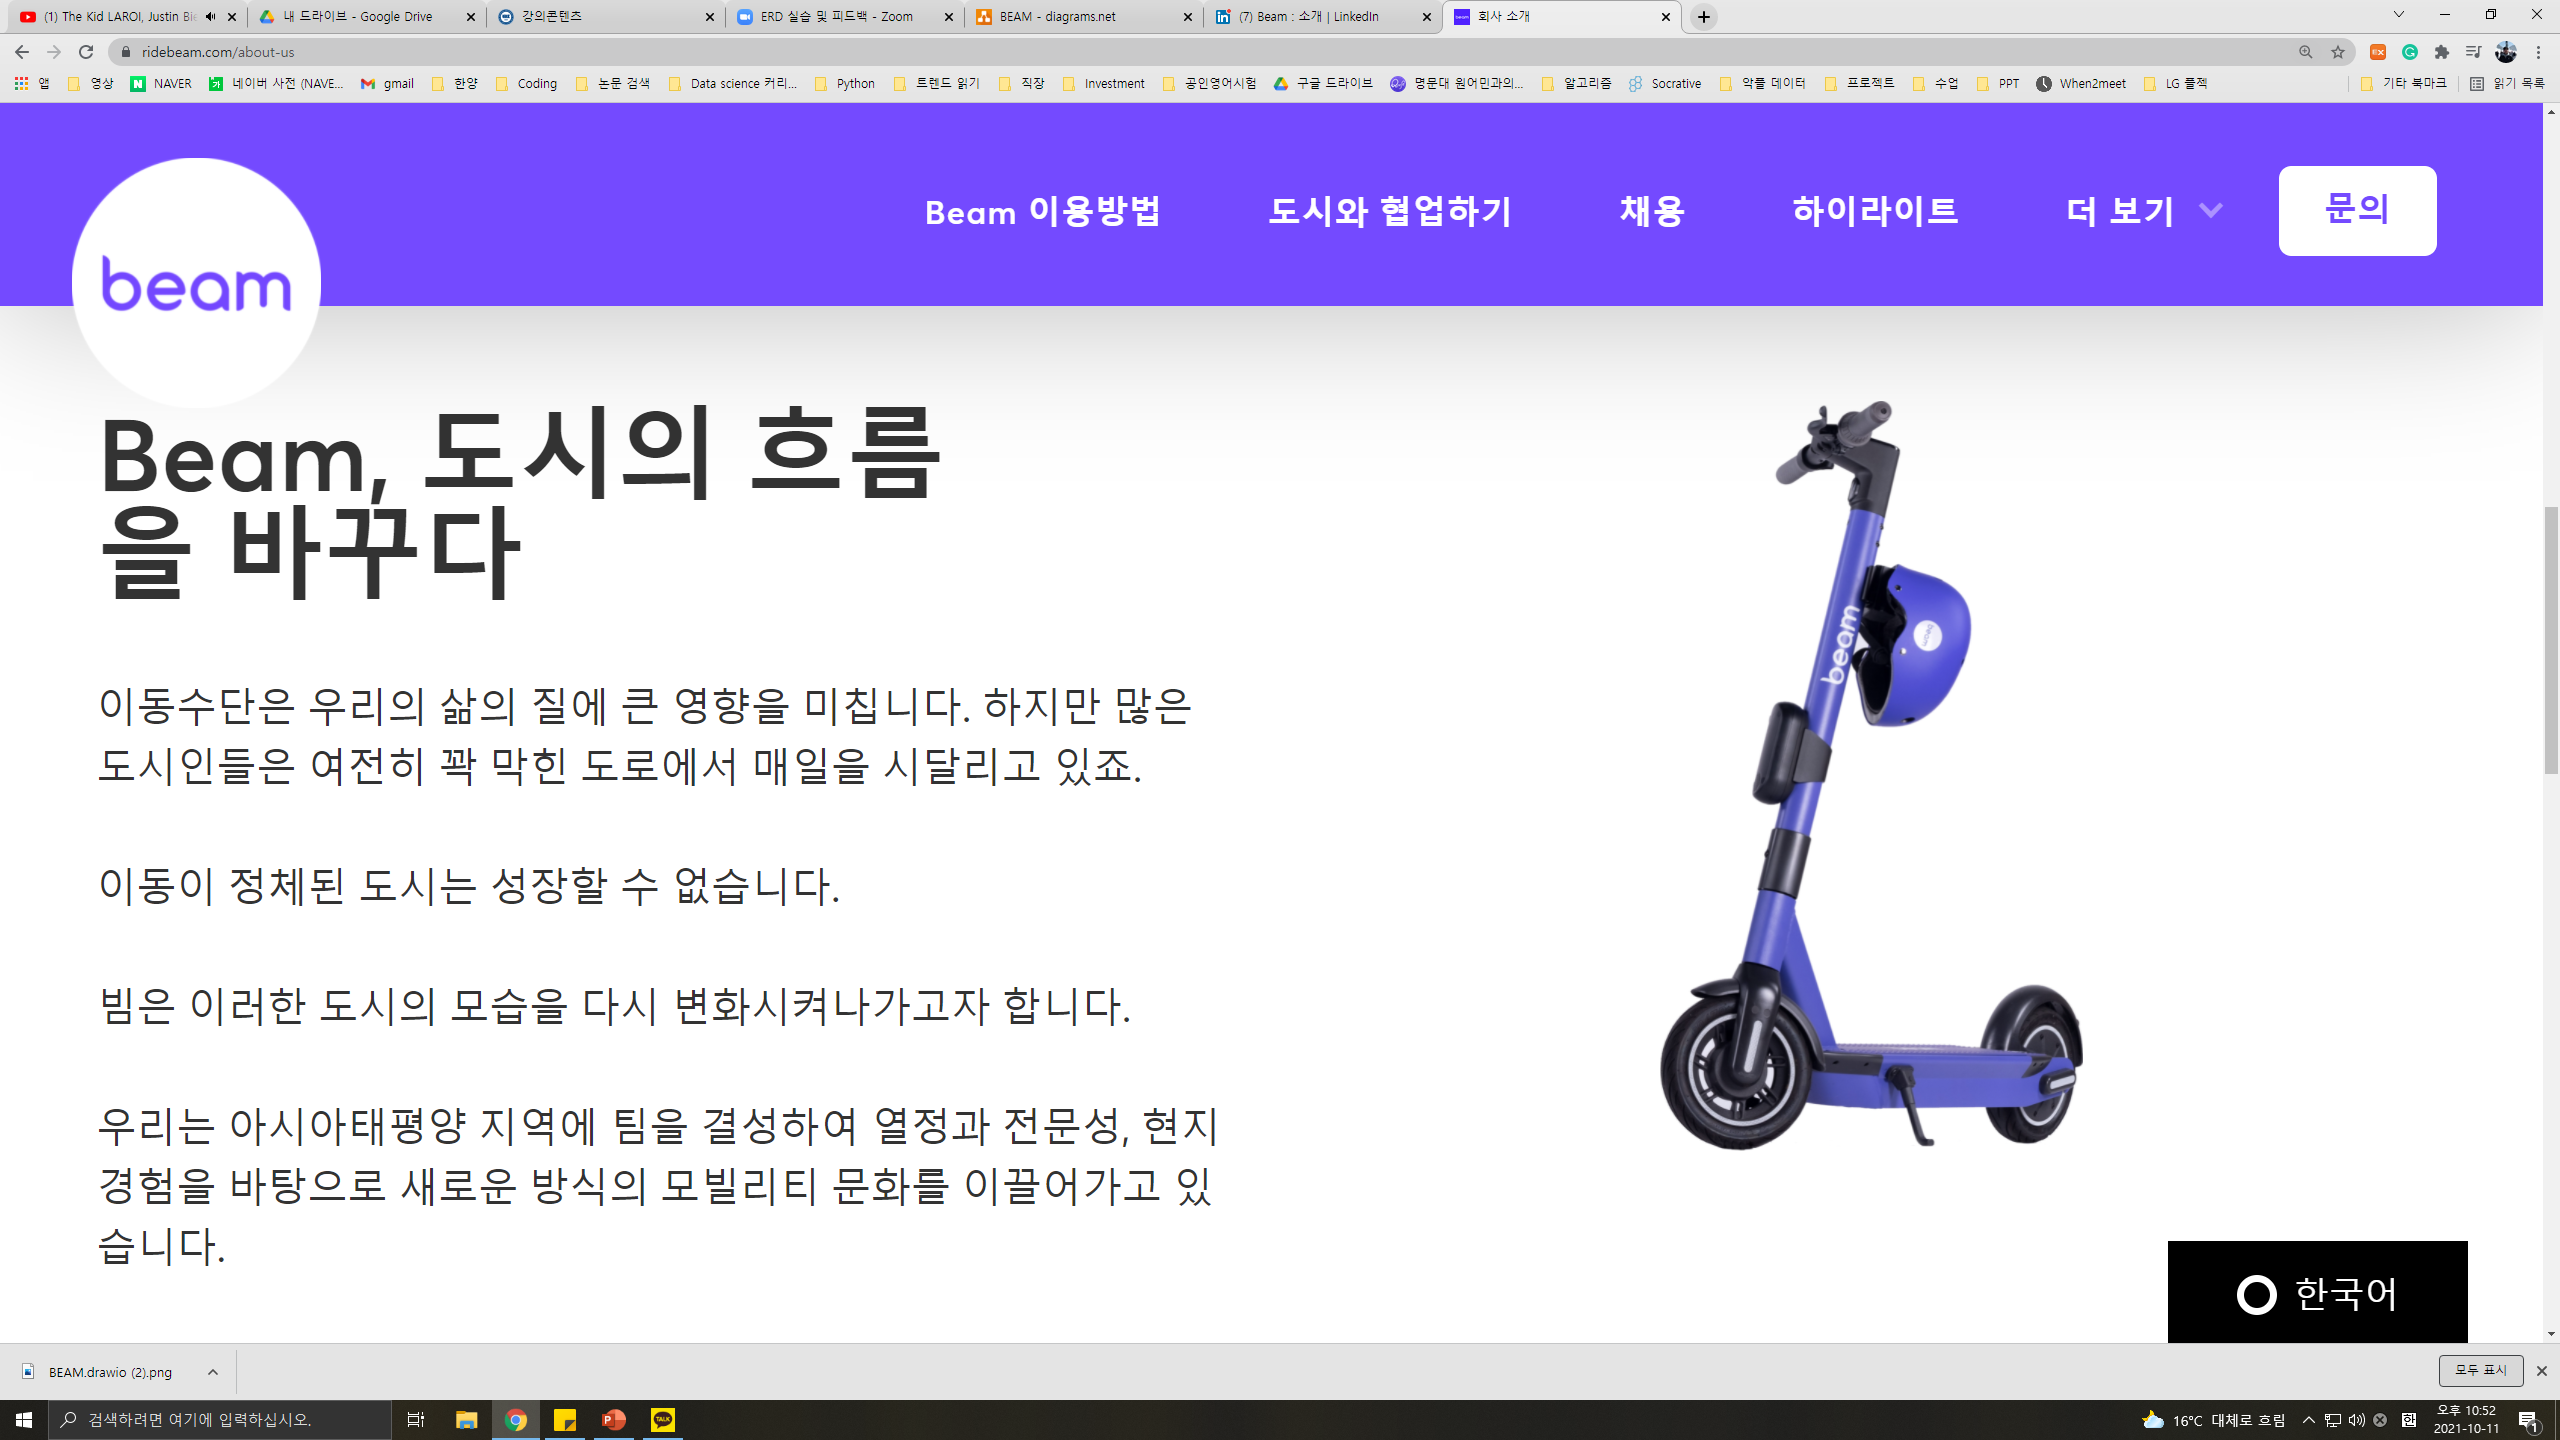 (1) The Kid LAROI, Justin Bie
내 드라이브 - Google Drive
강의콘텐츠
ERD 실습 및 피드백 - Zoom
BEAM - diagrams.net
(7) Beam : 소개 | LinkedIn
회사 소개
ridebeam.com/about-us
앱
영상
NAVER
네이버 사전 (NAVE...
gmail
한양
Coding
논문 검색
Data science 커리...
Python
트렌드 읽기
직장
Investment
공인영어시험
구글 드라이브
명문대 원어민과의...
알고리즘
Socrative
악플 데이터
프로젝트
수업
PPT
When2meet
LG 플젝
기타 북마크
읽기 목록
beam
Beam 이용방법
도시와 협업하기
채용
하이라이트
더 보기
문의
Beam, 도시의 흐름
을 바꾸다
이동수단은 우리의 삶의 질에 큰 영향을 미칩니다. 하지만 많은
도시인들은 여전히 꽉 막힌 도로에서 매일을 시달리고 있죠.
이동이 정체된 도시는 성장할 수 없습니다.
빔은 이러한 도시의 모습을 다시 변화시켜나가고자 합니다.
우리는 아시아태평양 지역에 팀을 결성하여 열정과 전문성, 현지
경험을 바탕으로 새로운 방식의 모빌리티 문화를 이끌어가고 있
습니다.
beam
beam
한국어
BEAM.drawio (2).png
모두 표시
검색하려면 여기에 입력하십시오.
TALK
16°C 대체로 흐림
한
오후 10:52
2021-10-11
1